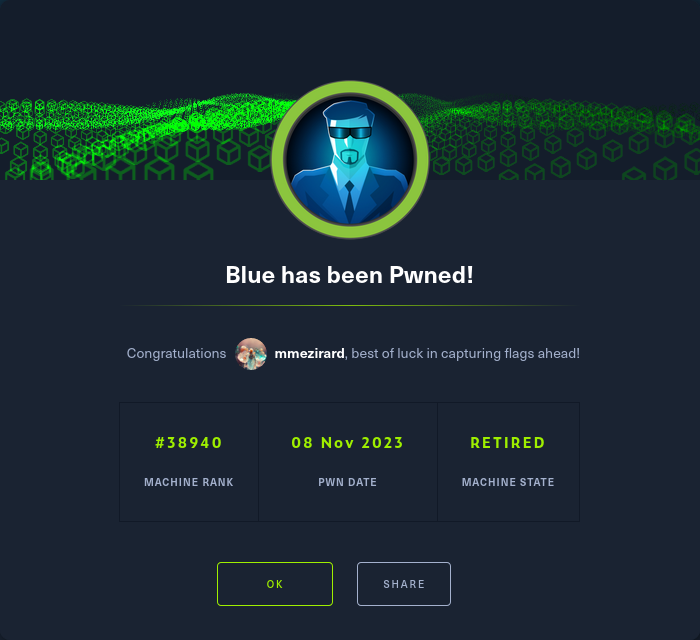 Blue has been Pwned!
Congratulations mmezirard, best of luck in capturing flags ahead!
#38940 08 Nov 2023 RETIRED
MACHINE RANK PWN DATE MACHINE STATE
OK SHARE